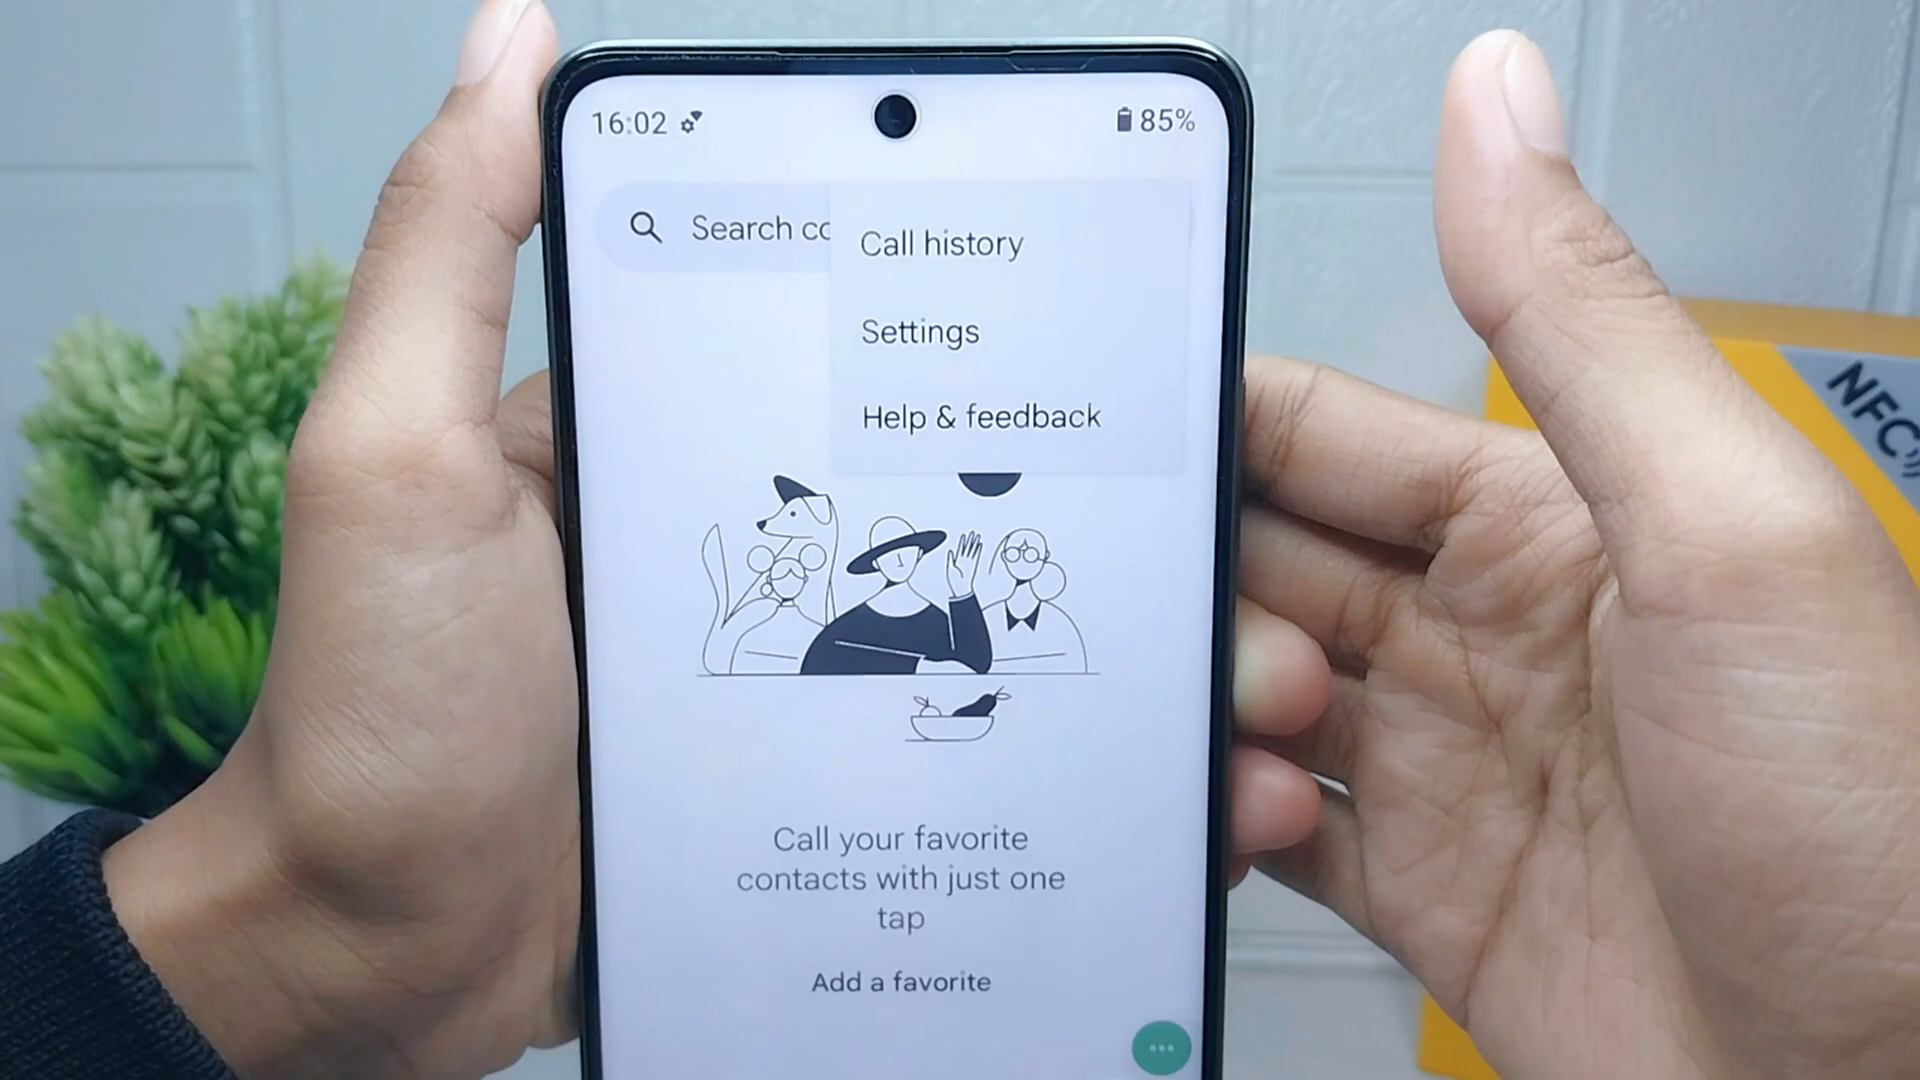 16:02
85%
Search
Call history
Settings
Help & feedback
Call your favorite
contacts with just one
tap
Add a favorite
NFC